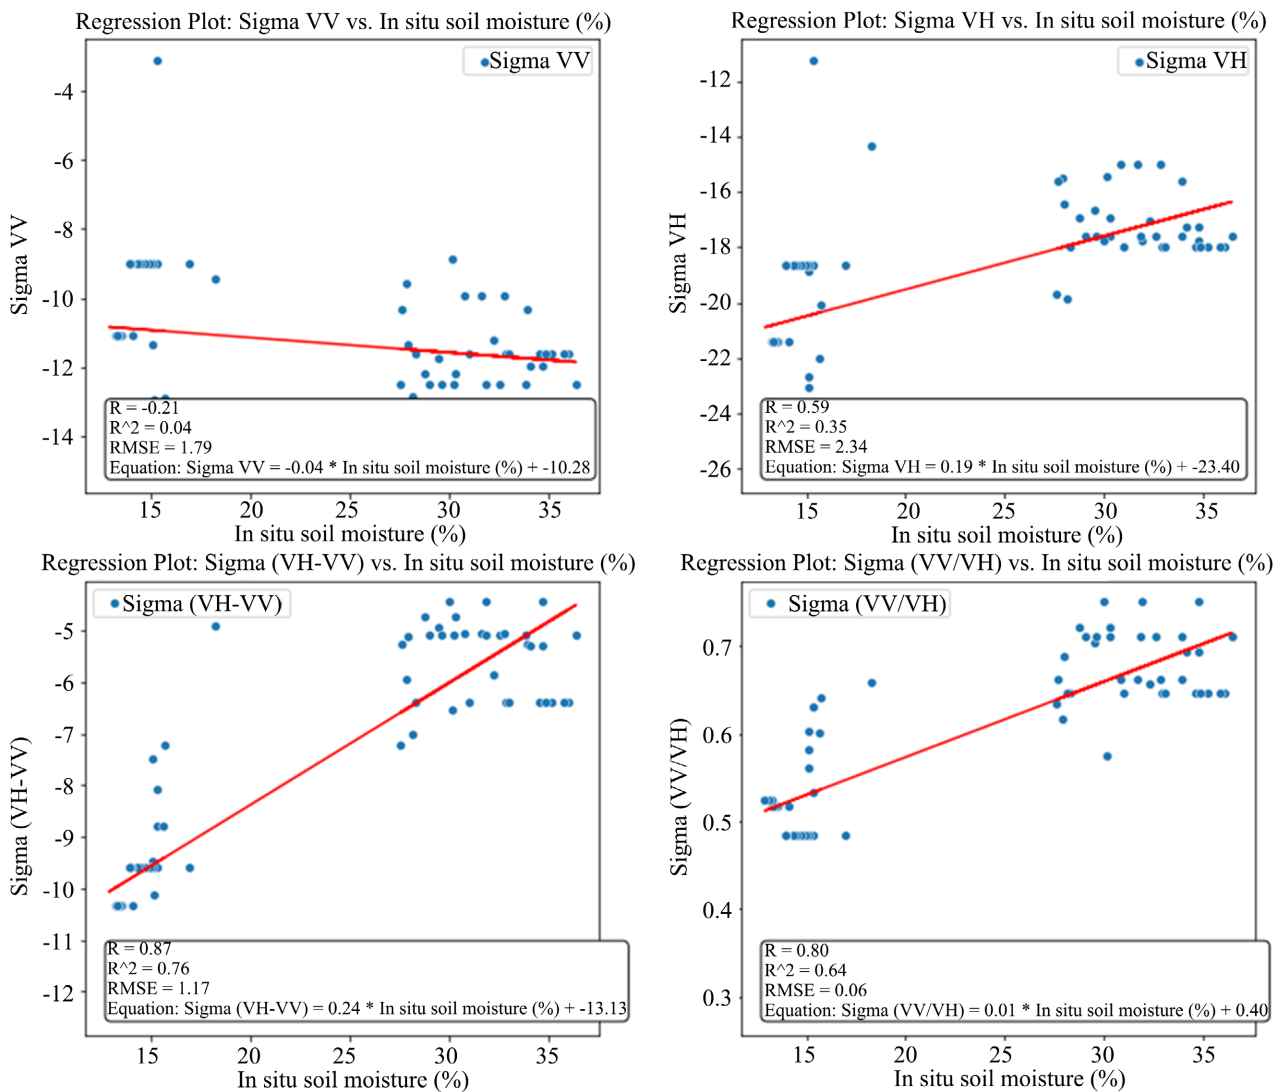 Regression Plot: Sigma VV vs. In situ soil moisture (%)
Sigma VV
-4
-6
-8
-10
-12
-14
Sigma VV
R = -0.21
R^2 = 0.04
RMSE = 1.79
Equation: Sigma VV = -0.04 * In situ soil moisture (%) + -10.28
15 20 25 30 35
In situ soil moisture (%)
Regression Plot: Sigma VH vs. In situ soil moisture (%)
Sigma VH
-12
-14
-16
-18
-20
-22
-24
-26
Sigma VH
R = 0.59
R^2 = 0.35
RMSE = 2.34
Equation: Sigma VH = 0.19 * In situ soil moisture (%) + -23.40
15 20 25 30 35
In situ soil moisture (%)
Regression Plot: Sigma (VH-VV) vs. In situ soil moisture (%)
Sigma (VH-VV)
-5
-6
-7
-8
-9
-10
-11
-12
Sigma (VH-VV)
R = 0.87
R^2 = 0.76
RMSE = 1.17
Equation: Sigma (VH-VV) = 0.24 * In situ soil moisture (%) + -13.13
15 20 25 30 35
In situ soil moisture (%)
Regression Plot: Sigma (VV/VH) vs. In situ soil moisture (%)
Sigma (VV/VH)
0.7
0.6
0.5
0.4
0.3
Sigma (VV/VH)
R = 0.80
R^2 = 0.64
RMSE = 0.06
Equation: Sigma (VV/VH) = 0.01 * In situ soil moisture (%) + 0.40
15 20 25 30 35
In situ soil moisture (%)